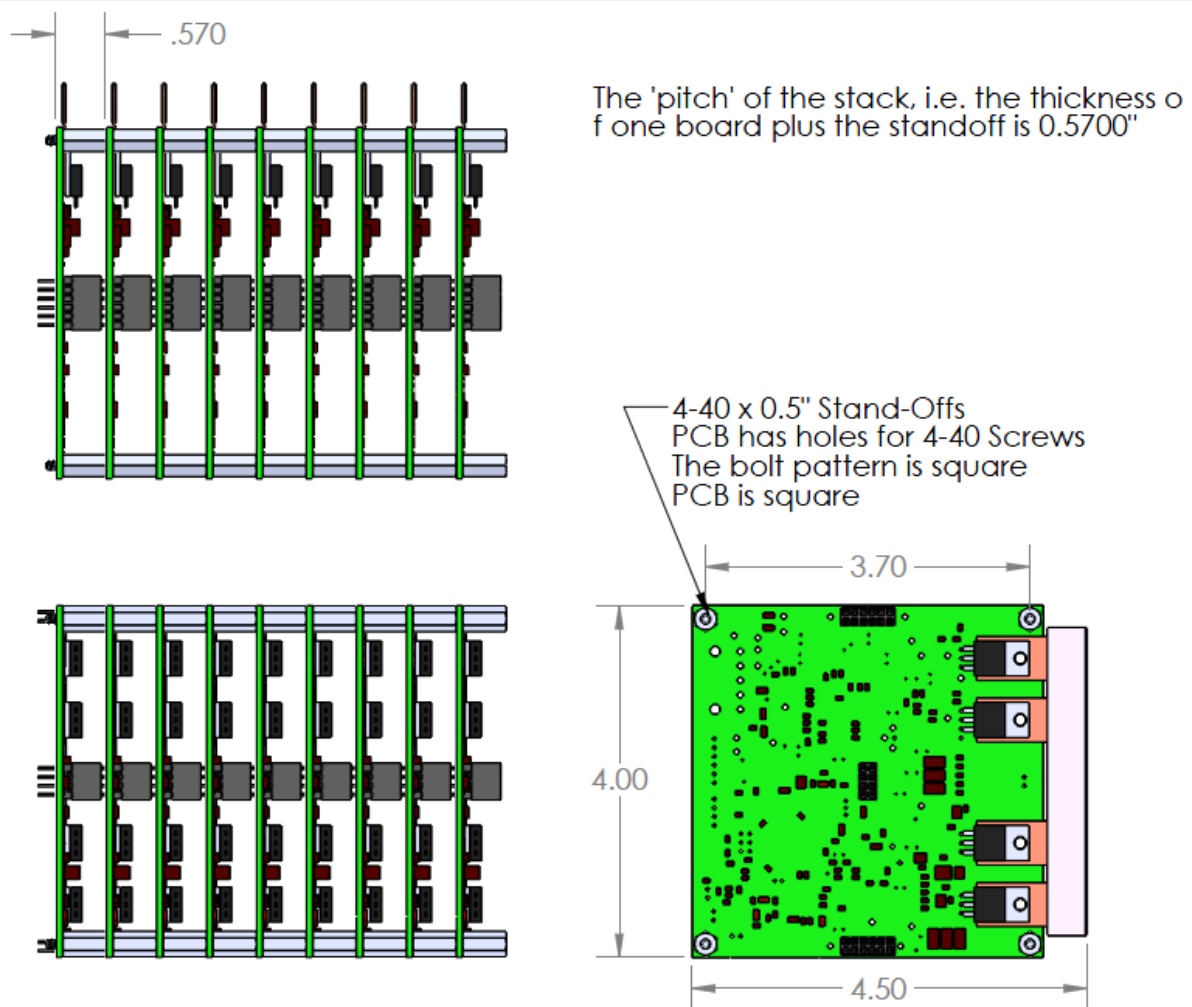 .570
The 'pitch' of the stack, i.e. the thickness o
f one board plus the standoff is 0.5700"
4-40 x 0.5" Stand-Offs
PCB has holes for 4-40 Screws
The bolt pattern is square
PCB is square
3.70
4.00
4.50